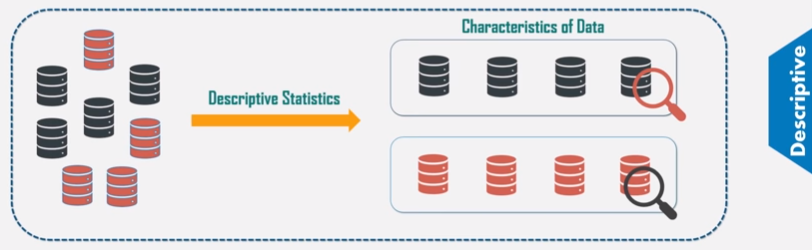 Characteristics of Data
Descriptive Statistics
Descriptive